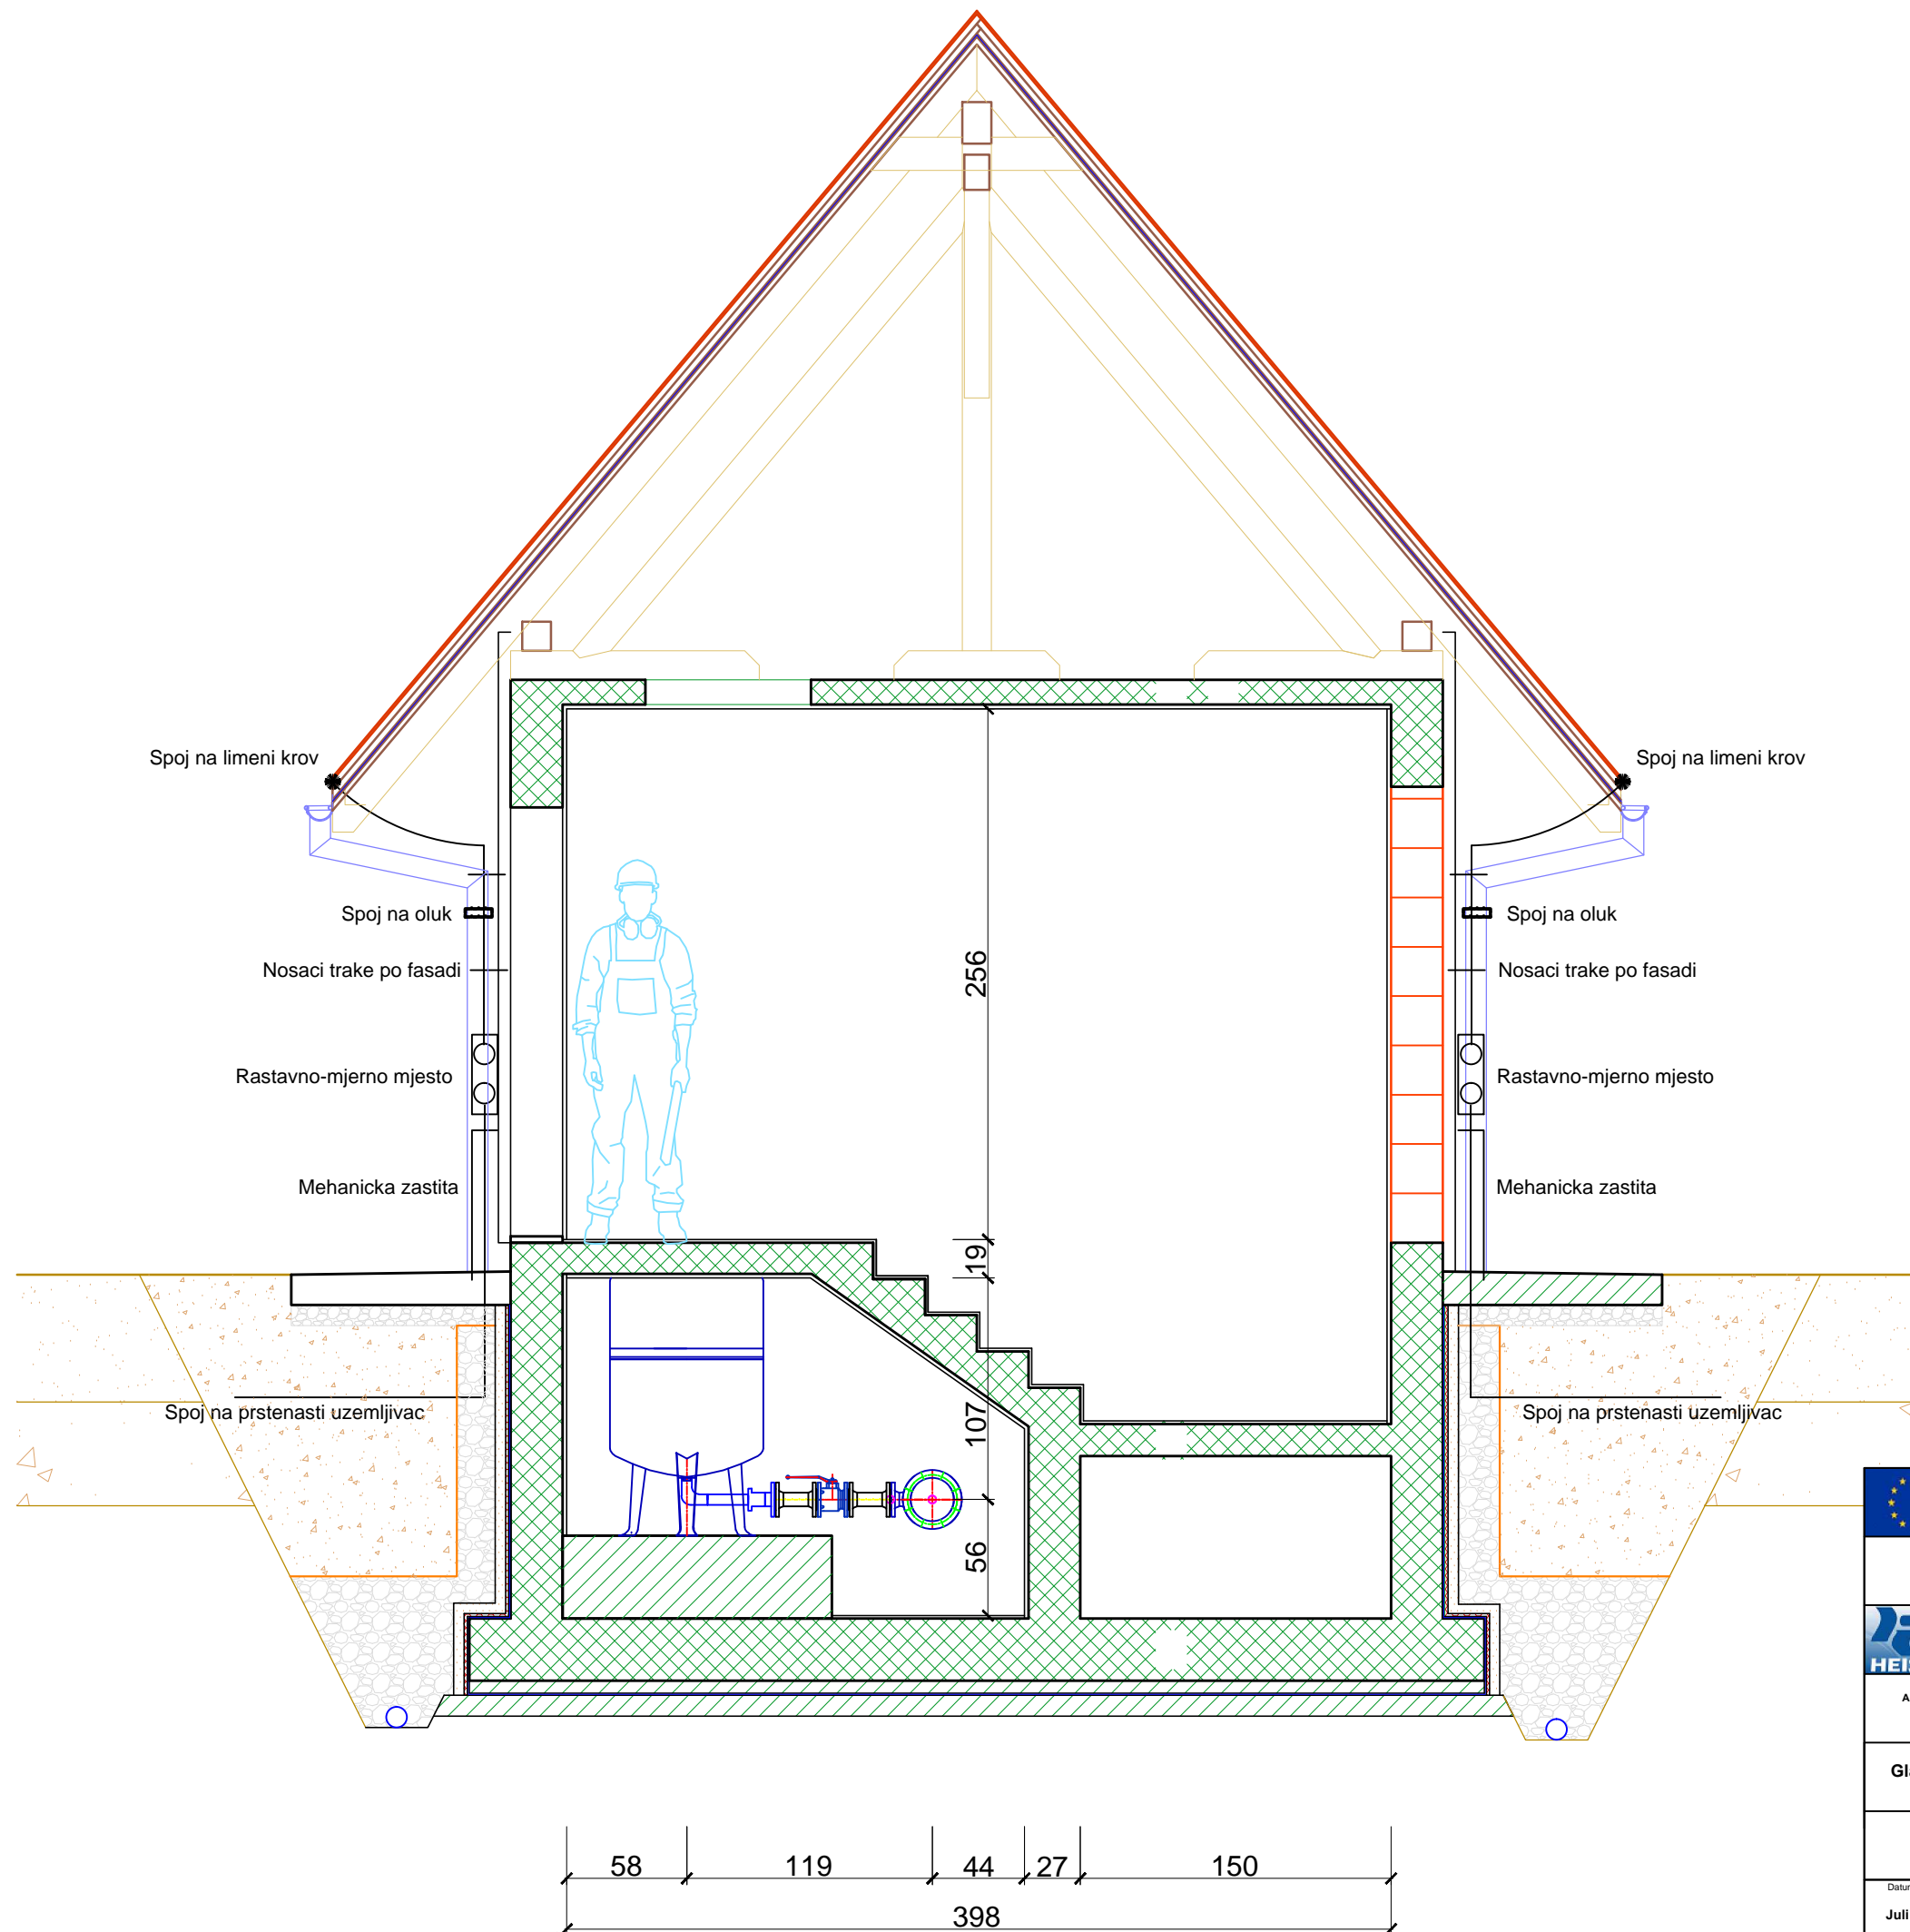 Spoj na limeni krov
Spoj na limeni krov
Spoj na oluk
Spoj na oluk
Nosaci trake po fasadi
Nosaci trake po fasadi
256
Rastavno-mjerno mjesto
Rastavno-mjerno mjesto
Mehanicka zastita
Mehanicka zastita
19
Spoj na prstenasti uzemljivac
107
Spoj na prstenasti uzemljivac
56
58
119
44
27
150
398